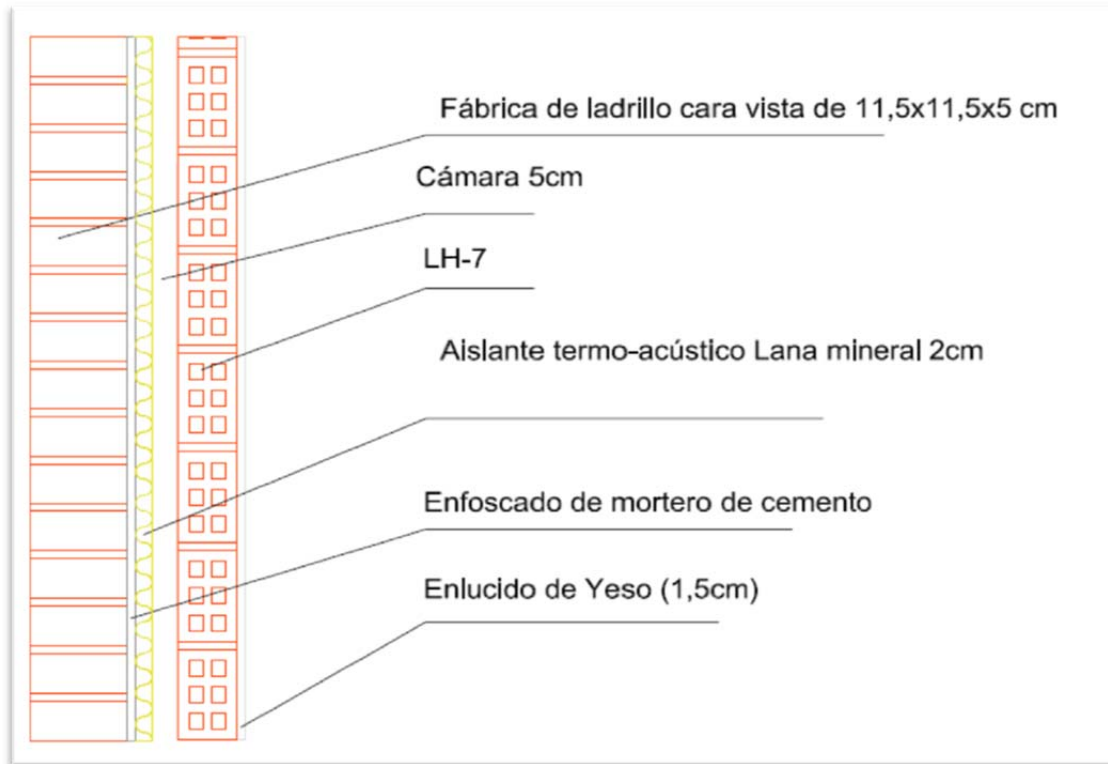 Fábrica de ladrillo cara vista de 11,5x11,5x5 cm
Cámara 5cm
LH-7
Aislante termo-acústico Lana mineral 2cm
Enfoscado de mortero de cemento
Enlucido de Yeso (1,5cm)